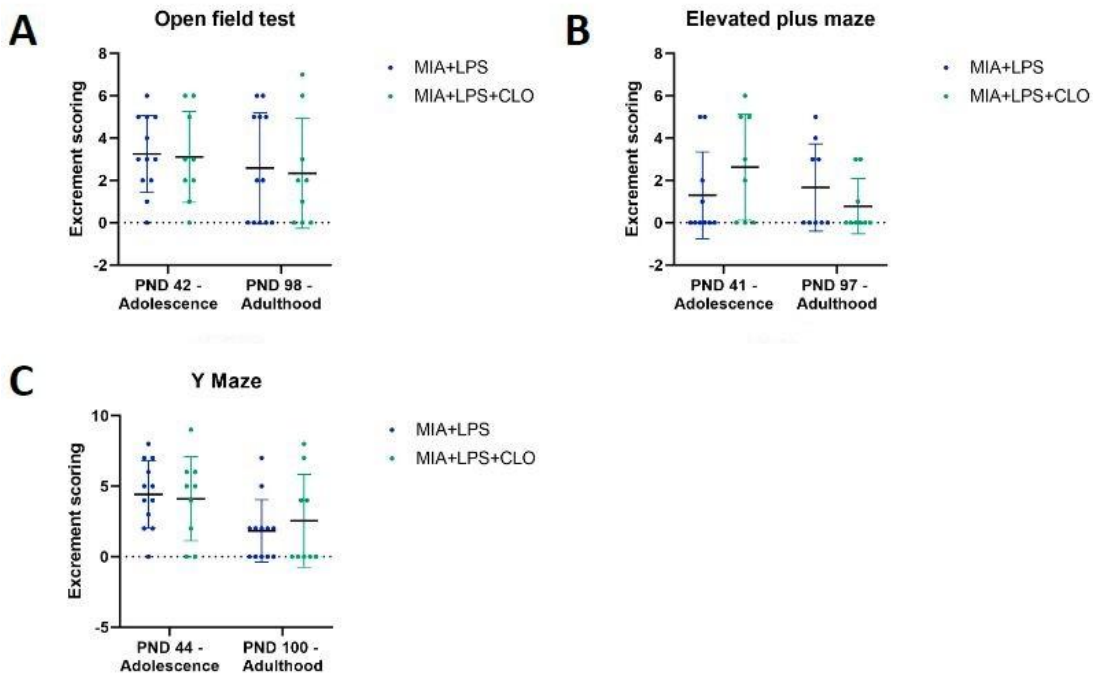 A
Open field test
Excrement scoring
8
6
4
2
0
-2
PND 42 -
Adolescence
PND 98 -
Adulthood
MIA+LPS
MIA+LPS+CLO
B
Elevated plus maze
Excrement scoring
8
6
4
2
0
-2
PND 41 -
Adolescence
PND 97 -
Adulthood
MIA+LPS
MIA+LPS+CLO
C
Y Maze
Excrement scoring
10
5
0
-5
PND 44 -
Adolescence
PND 100 -
Adulthood
MIA+LPS
MIA+LPS+CLO